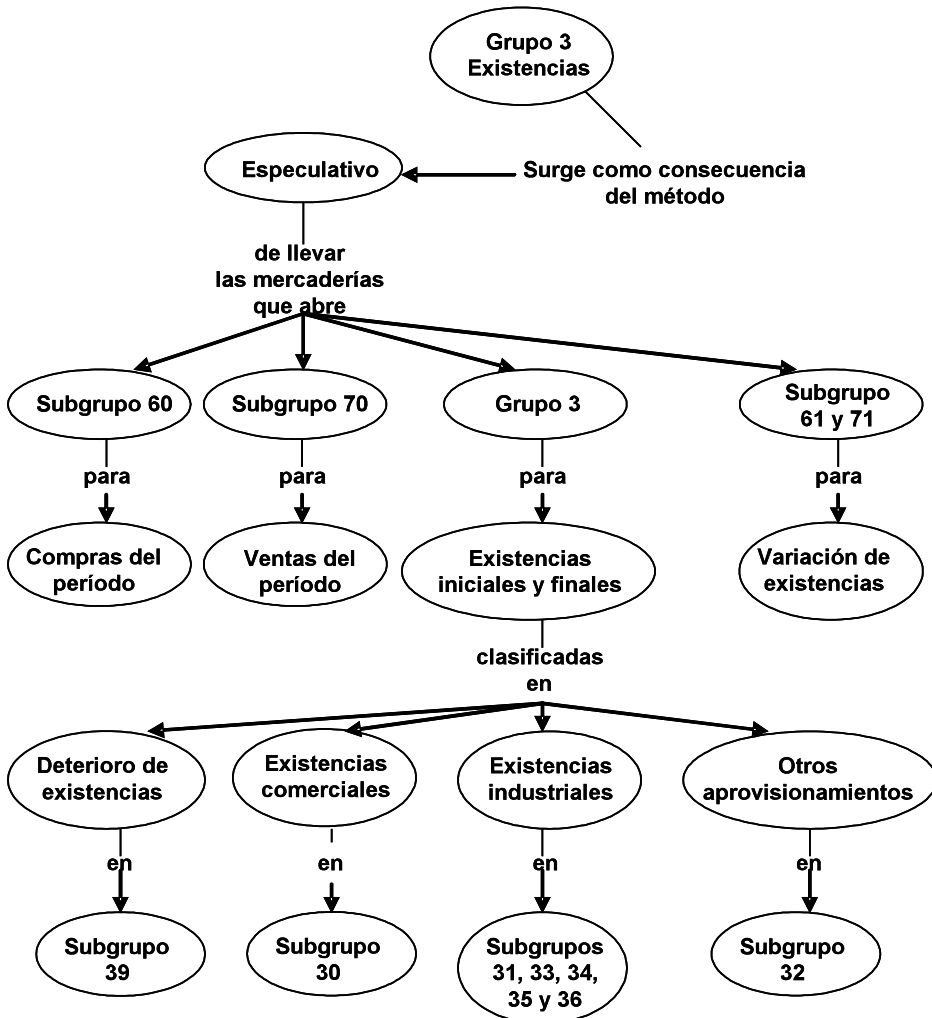 Grupo 3
Existencias
Especulativo
Surge como consecuencia
del método
de llevar
las mercaderías
que abre
Subgrupo 60
Subgrupo 70
Grupo 3
Subgrupo
61 y 71
para
para
para
para
Compras del
período
Ventas del
período
Existencias
iniciales y finales
Variación de
existencias
clasificadas
en
Deterioro de
existencias
Existencias
comerciales
Existencias
industriales
Otros
aprovisionamientos
en
en
en
en
Subgrupo
39
Subgrupo
30
Subgrupos
31, 33, 34,
35 y 36
Subgrupo
32